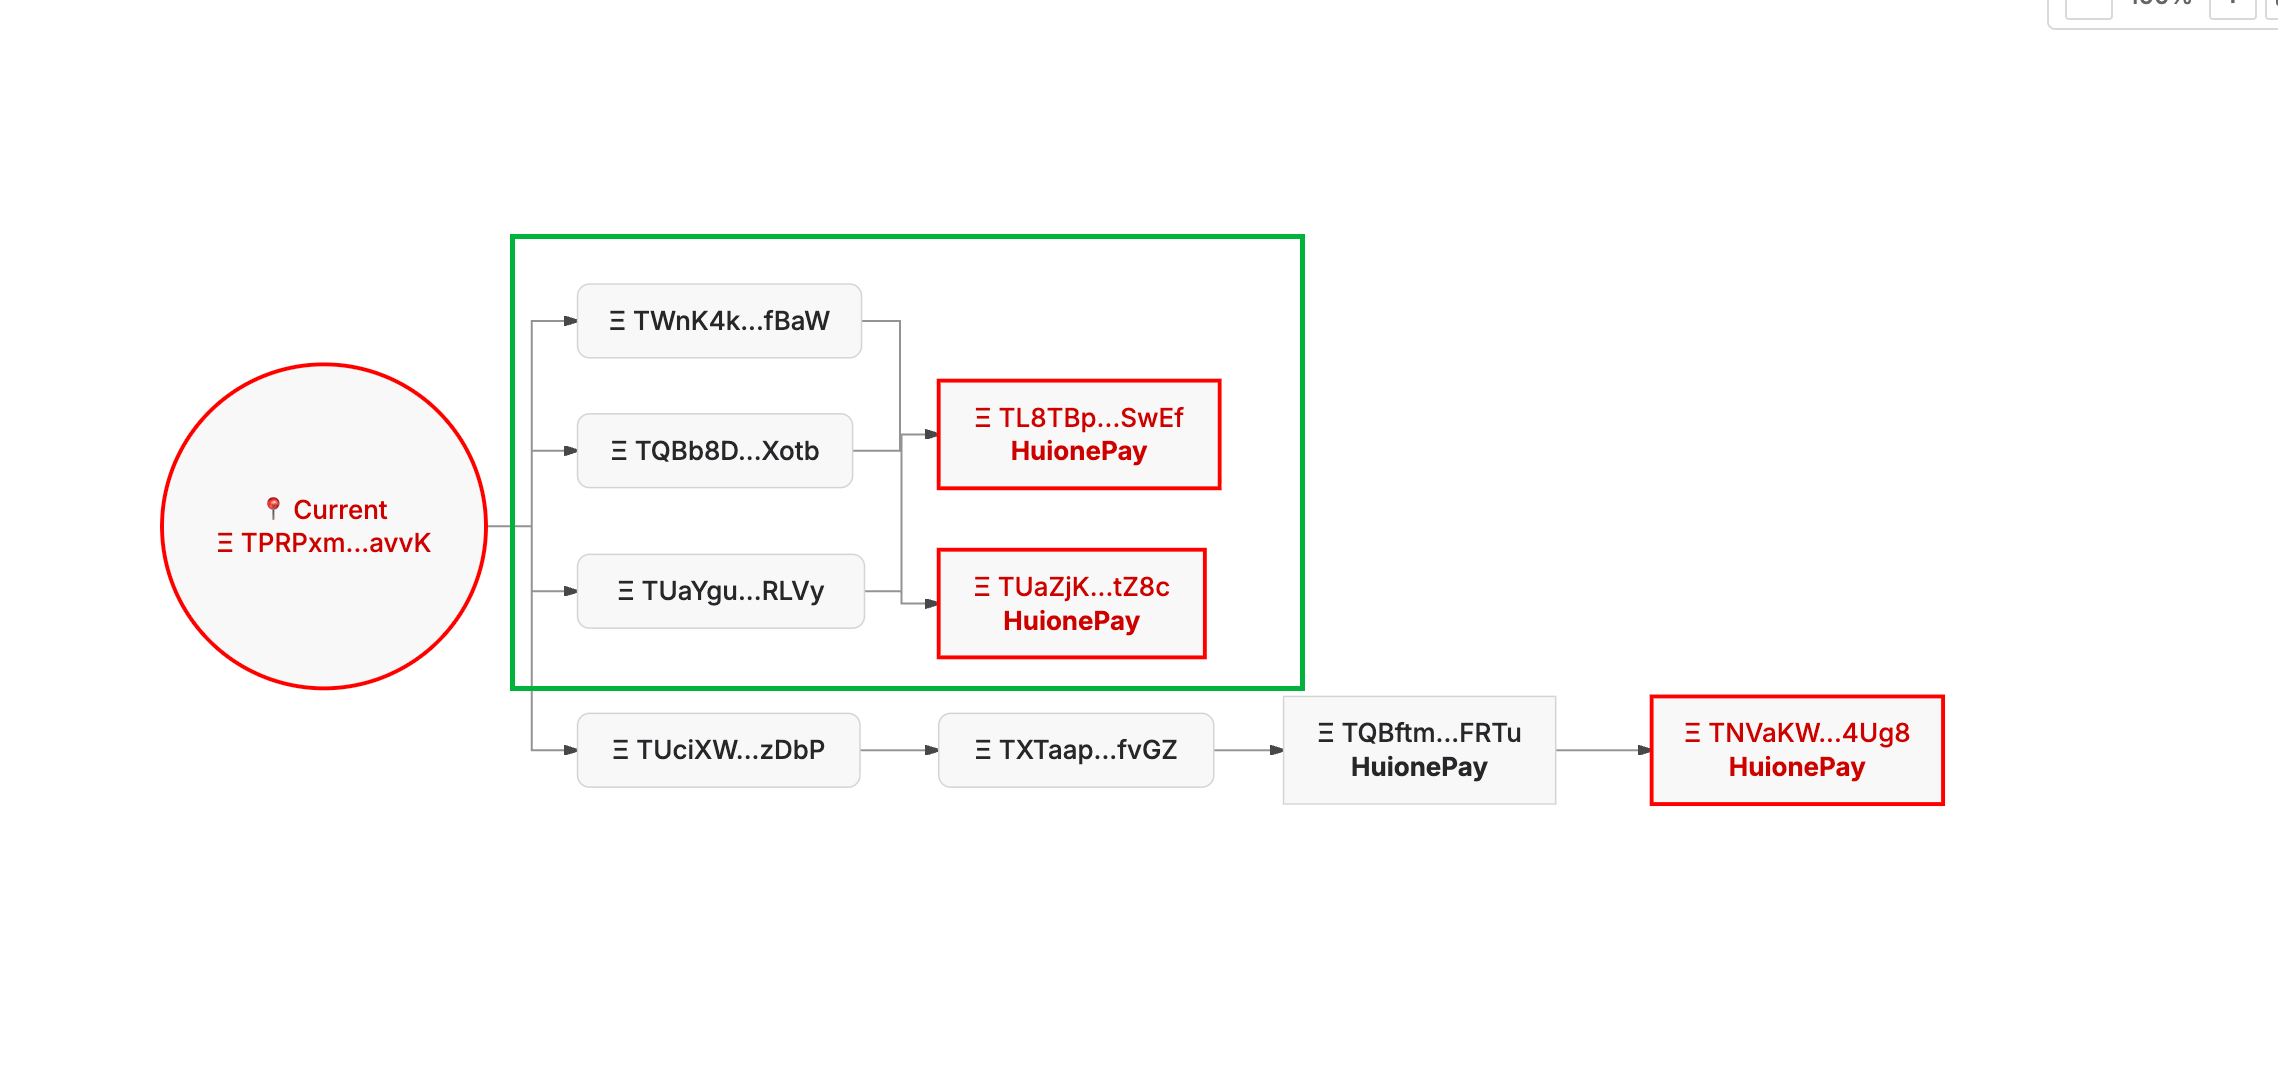 Ξ TWnK4k...fBaW
Ξ TL8TBp...SwEf
HuionePay
Ξ TQBb8D...Xotb
📍 Current
Ξ TPRPxm...avvK
Ξ TUaYgu...RLVy
Ξ TUaZjK...tZ8c
HuionePay
Ξ TUciXW...zDbP
Ξ TXTaap...fvGZ
Ξ TQBftm...FRTu
HuionePay
Ξ TNVaKW...4Ug8
HuionePay